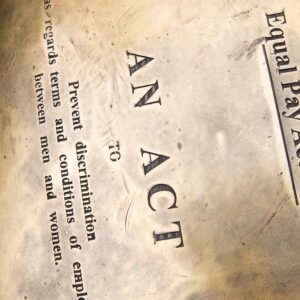 Equal Pay
AN ACT
TO
Prevent discrimination
as regards terms and conditions of
between men and women.